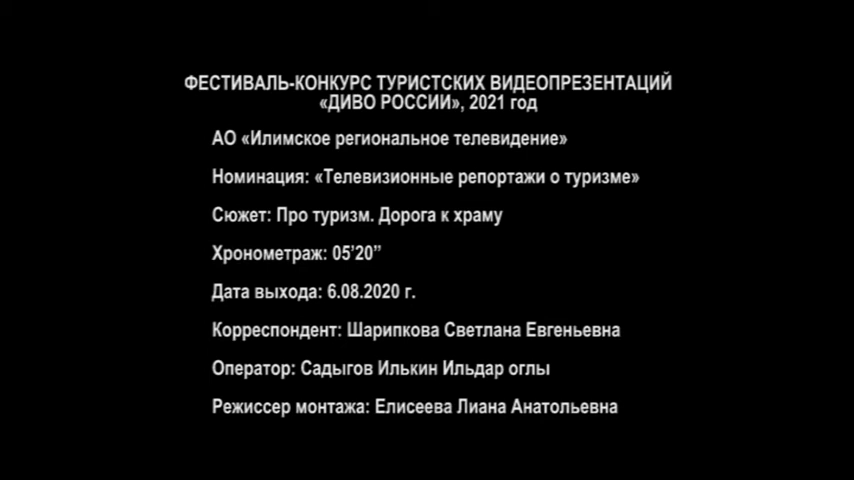 ФЕСТИВАЛЬ-КОНКУРС ТУРИСТСКИХ ВИДЕОПРЕЗЕНТАЦИЙ
«ДИВО РОССИИ», 2021 год
АО «Илимское региональное телевидение»
Номинация: «Телевизионные репортажи о туризме»
Сюжет: Про туризм. Дорога к храму
Хронометраж: 05’20”
Дата выхода: 6.08.2020 г.
Корреспондент: Шарипкова Светлана Евгеньевна
Оператор: Садыгов Илькин Ильдар оглы
Режиссер монтажа: Елисеева Лиана Анатольевна